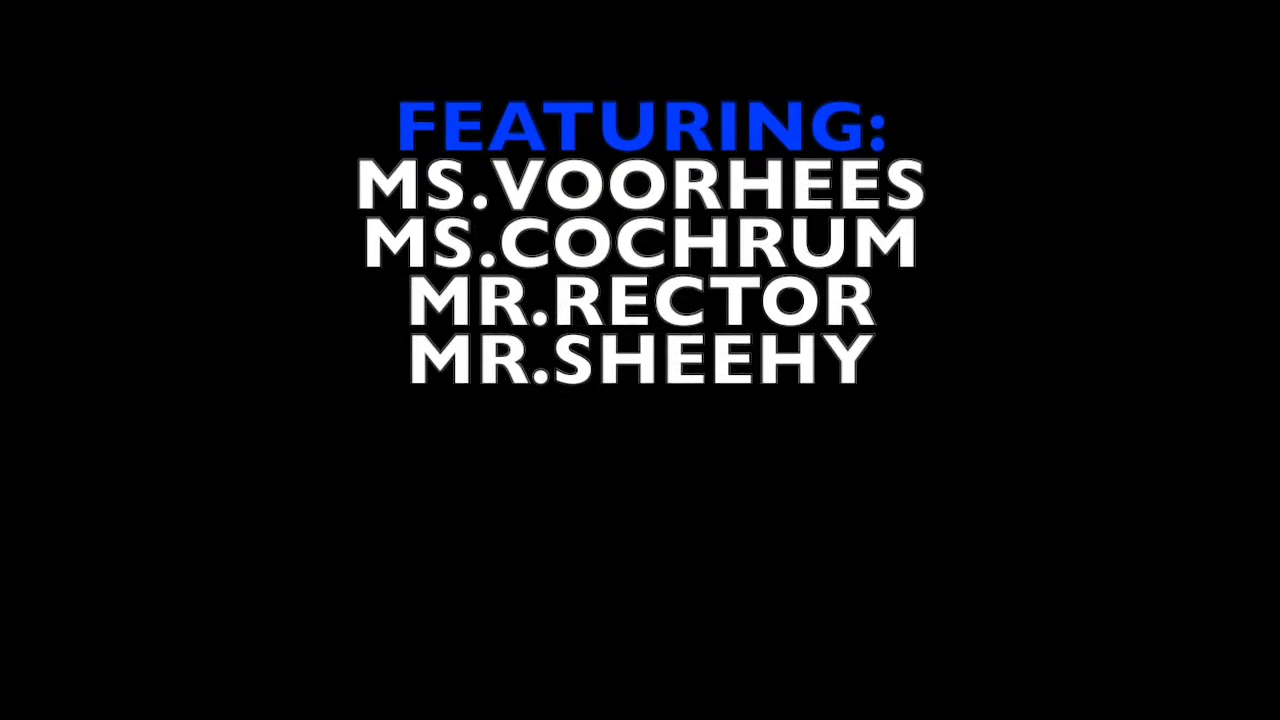 FEATURING:
MS.VOORHEES
MS.COCHRUM
MR.RECTOR
MR.SHEEHY